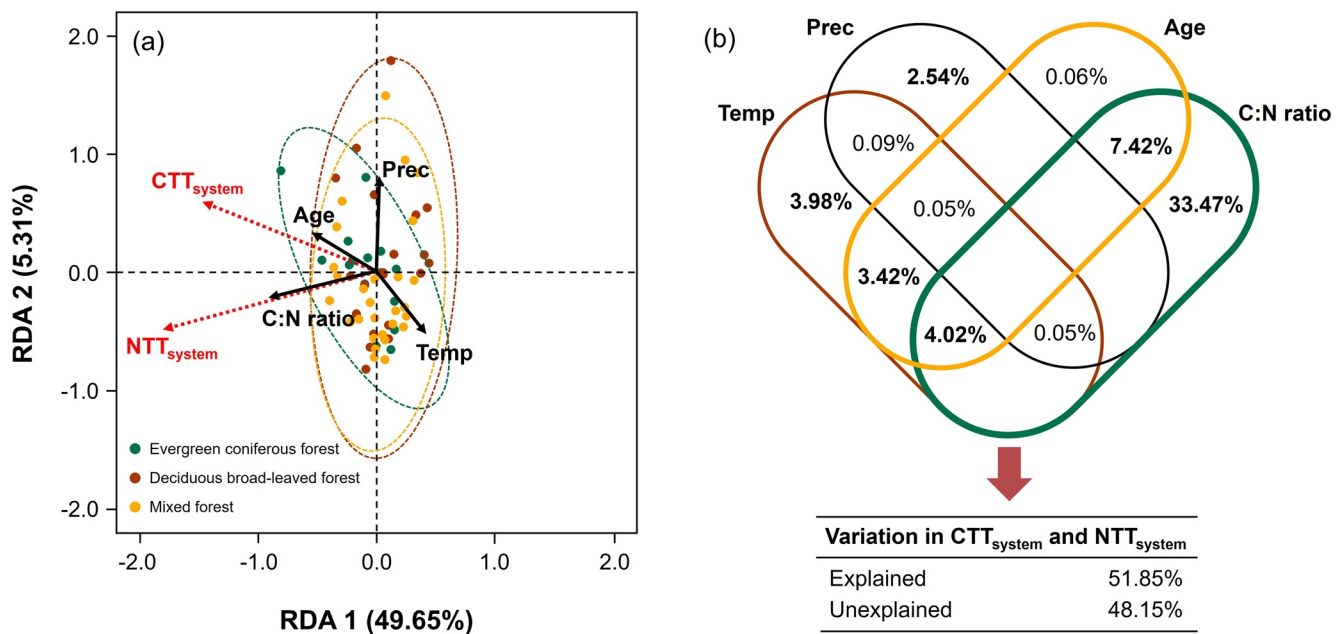 (a)
2.0
1.0
0.0
-1.0
-2.0
RDA 2 (5.31%)
CTTsystem
NTTsystem
Prec
Age
C:N ratio
Temp
Evergreen coniferous forest
Deciduous broad-leaved forest
Mixed forest
-2.0 -1.0 0.0 1.0 2.0
RDA 1 (49.65%)
(b)
Prec Age
Temp C:N ratio
2.54% 0.06%
0.09% 7.42%
3.98% 0.05% 33.47%
3.42%
4.02% 0.05%
Variation in CTTsystem and NTTsystem
Explained 51.85%
Unexplained 48.15%